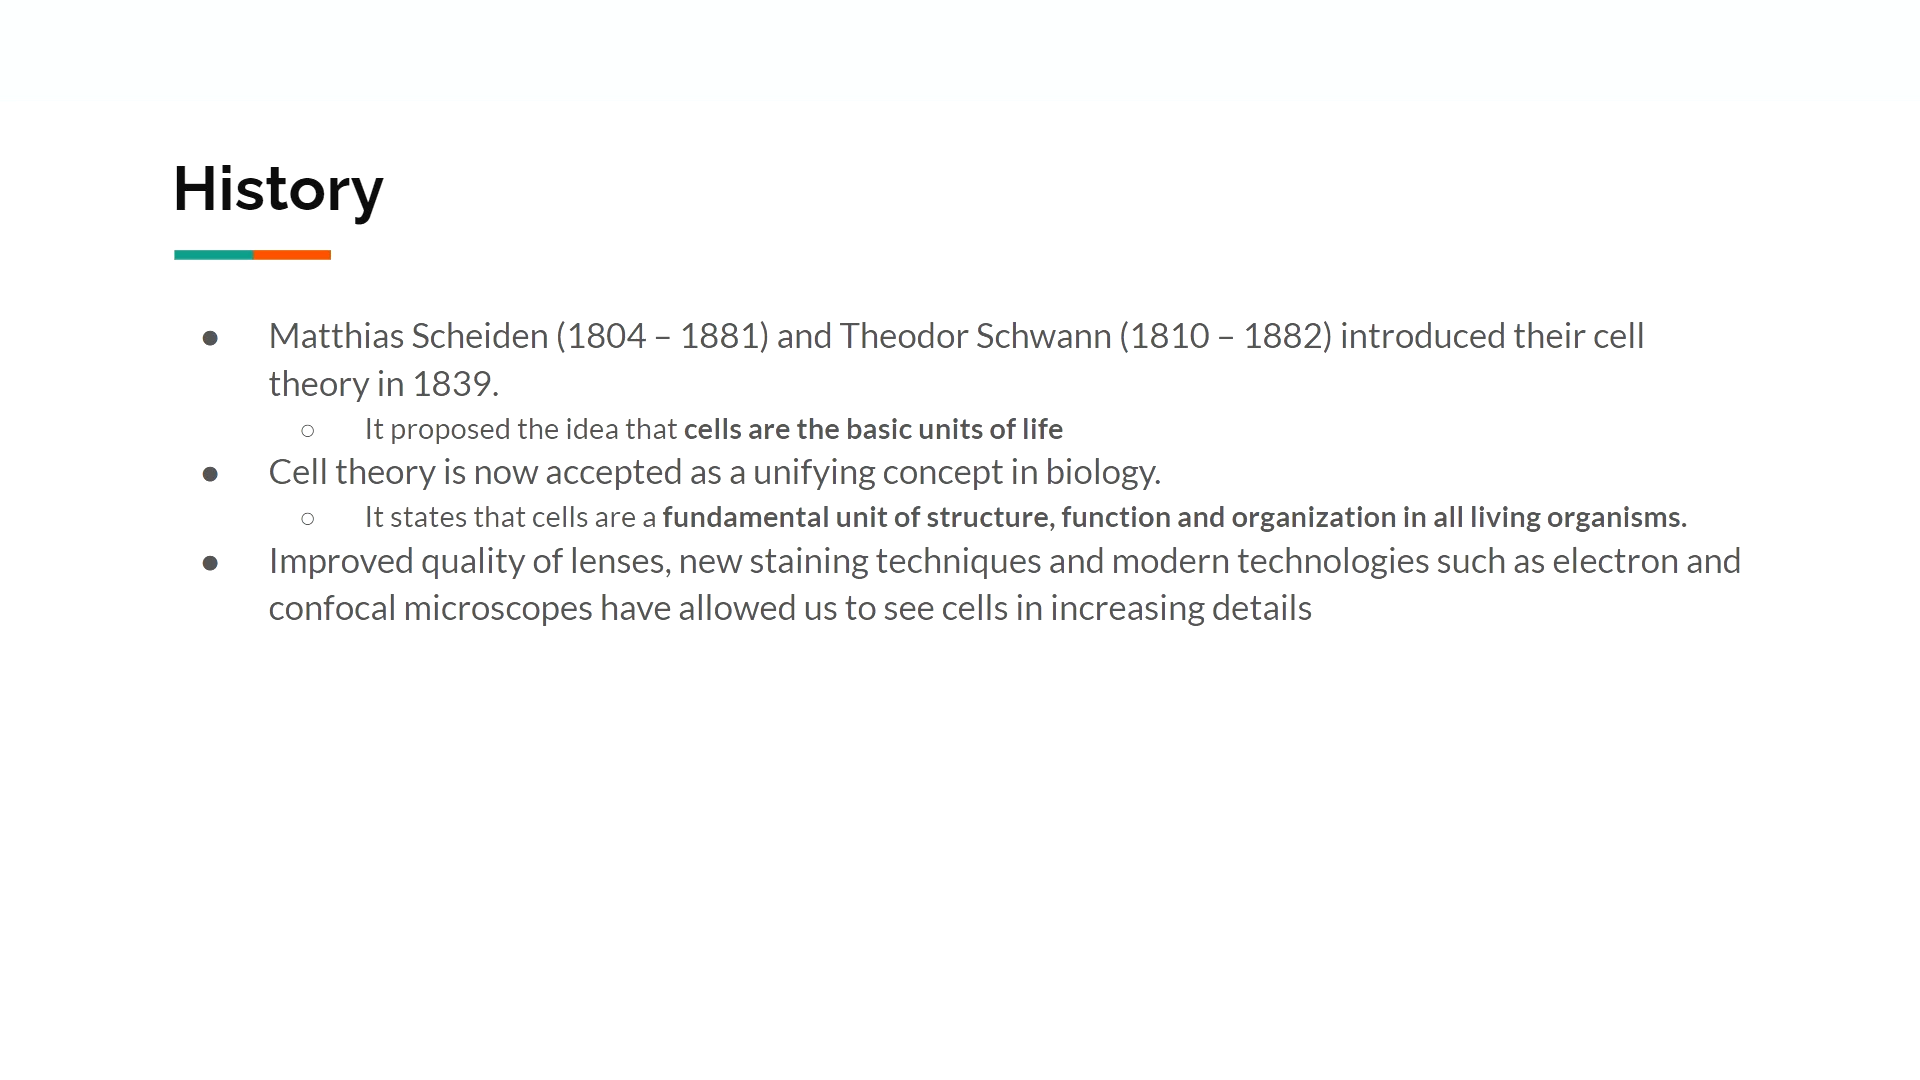 History
● Matthias Scheiden (1804 – 1881) and Theodor Schwann (1810 – 1882) introduced their cell
theory in 1839.
○ It proposed the idea that cells are the basic units of life
● Cell theory is now accepted as a unifying concept in biology.
○ It states that cells are a fundamental unit of structure, function and organization in all living organisms.
● Improved quality of lenses, new staining techniques and modern technologies such as electron and
confocal microscopes have allowed us to see cells in increasing details